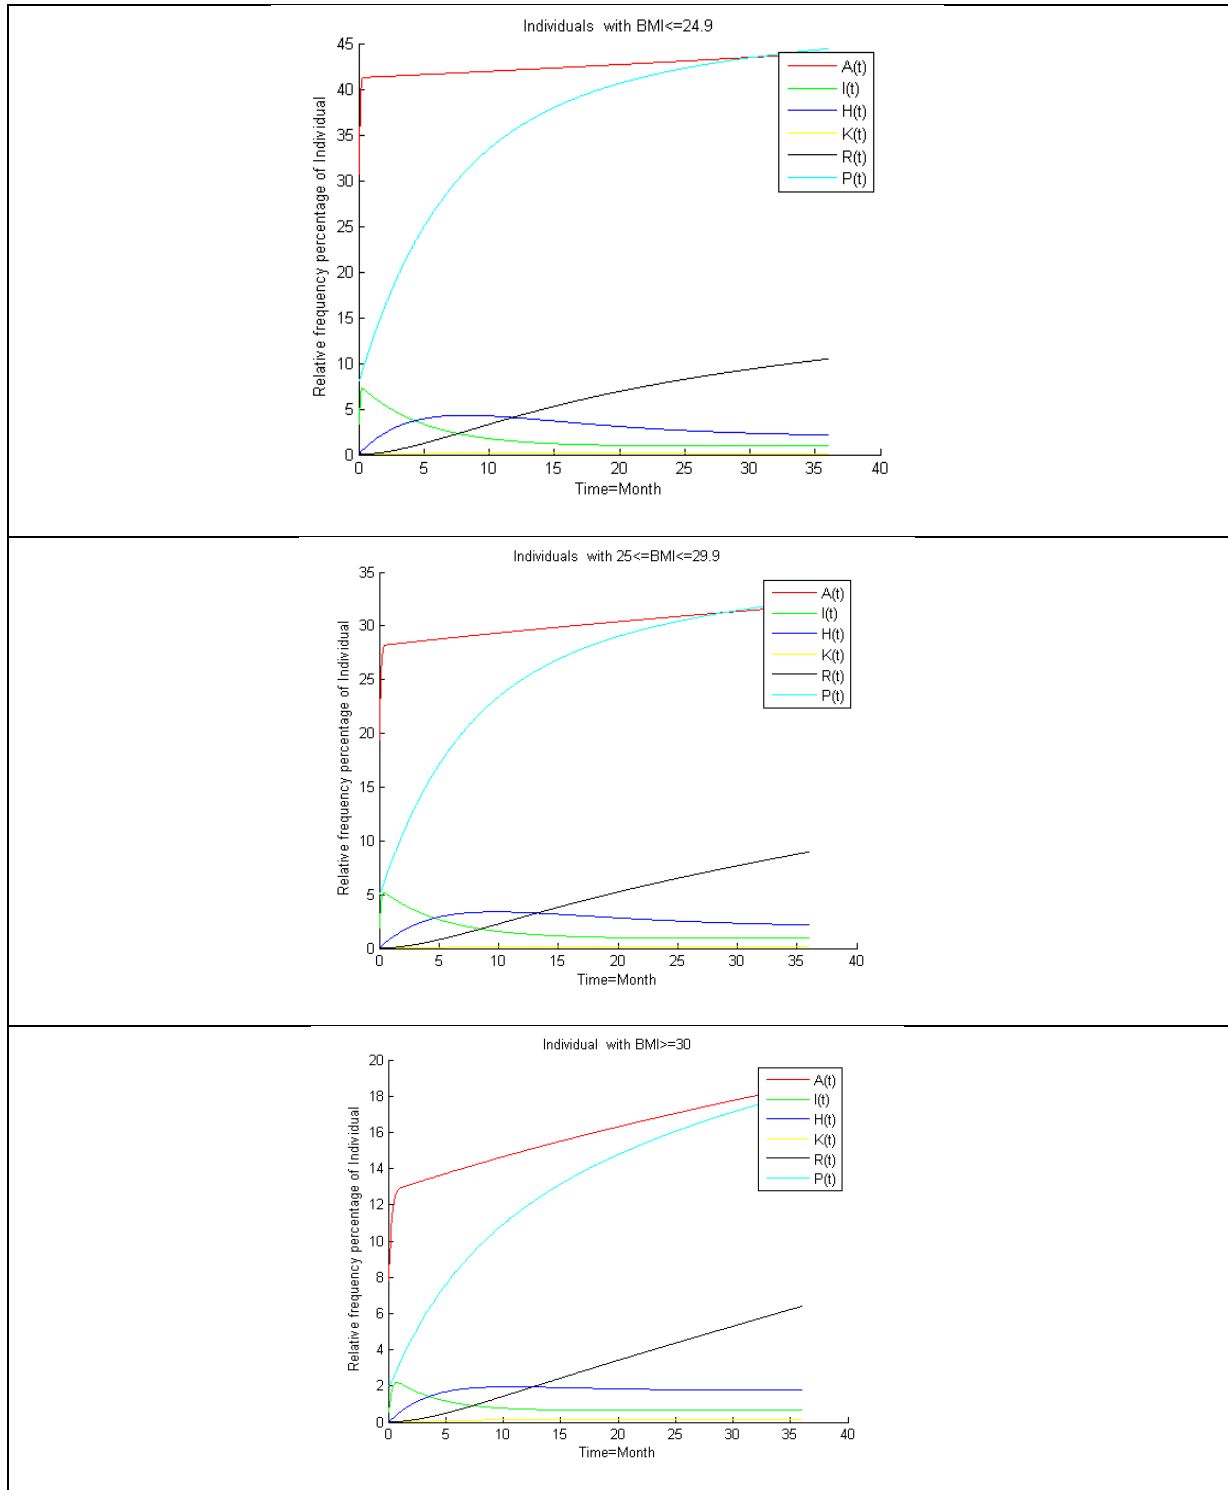 Individuals with BMI<=24.9
Relative frequency percentage of Individual
45
40
35
30
25
20
15
10
5
0
0 5 10 15 20 25 30 35 40
Time=Month
A(t)
I(t)
H(t)
K(t)
R(t)
P(t)
Individuals with 25<=BMI<=29.9
Relative frequency percentage of Individual
35
30
25
20
15
10
5
0
0 5 10 15 20 25 30 35 40
Time=Month
A(t)
I(t)
H(t)
K(t)
R(t)
P(t)
Individual with BMI>=30
Relative frequency percentage of Individual
20
18
16
14
12
10
8
6
4
2
0
0 5 10 15 20 25 30 35 40
Time=Month
A(t)
I(t)
H(t)
K(t)
R(t)
P(t)